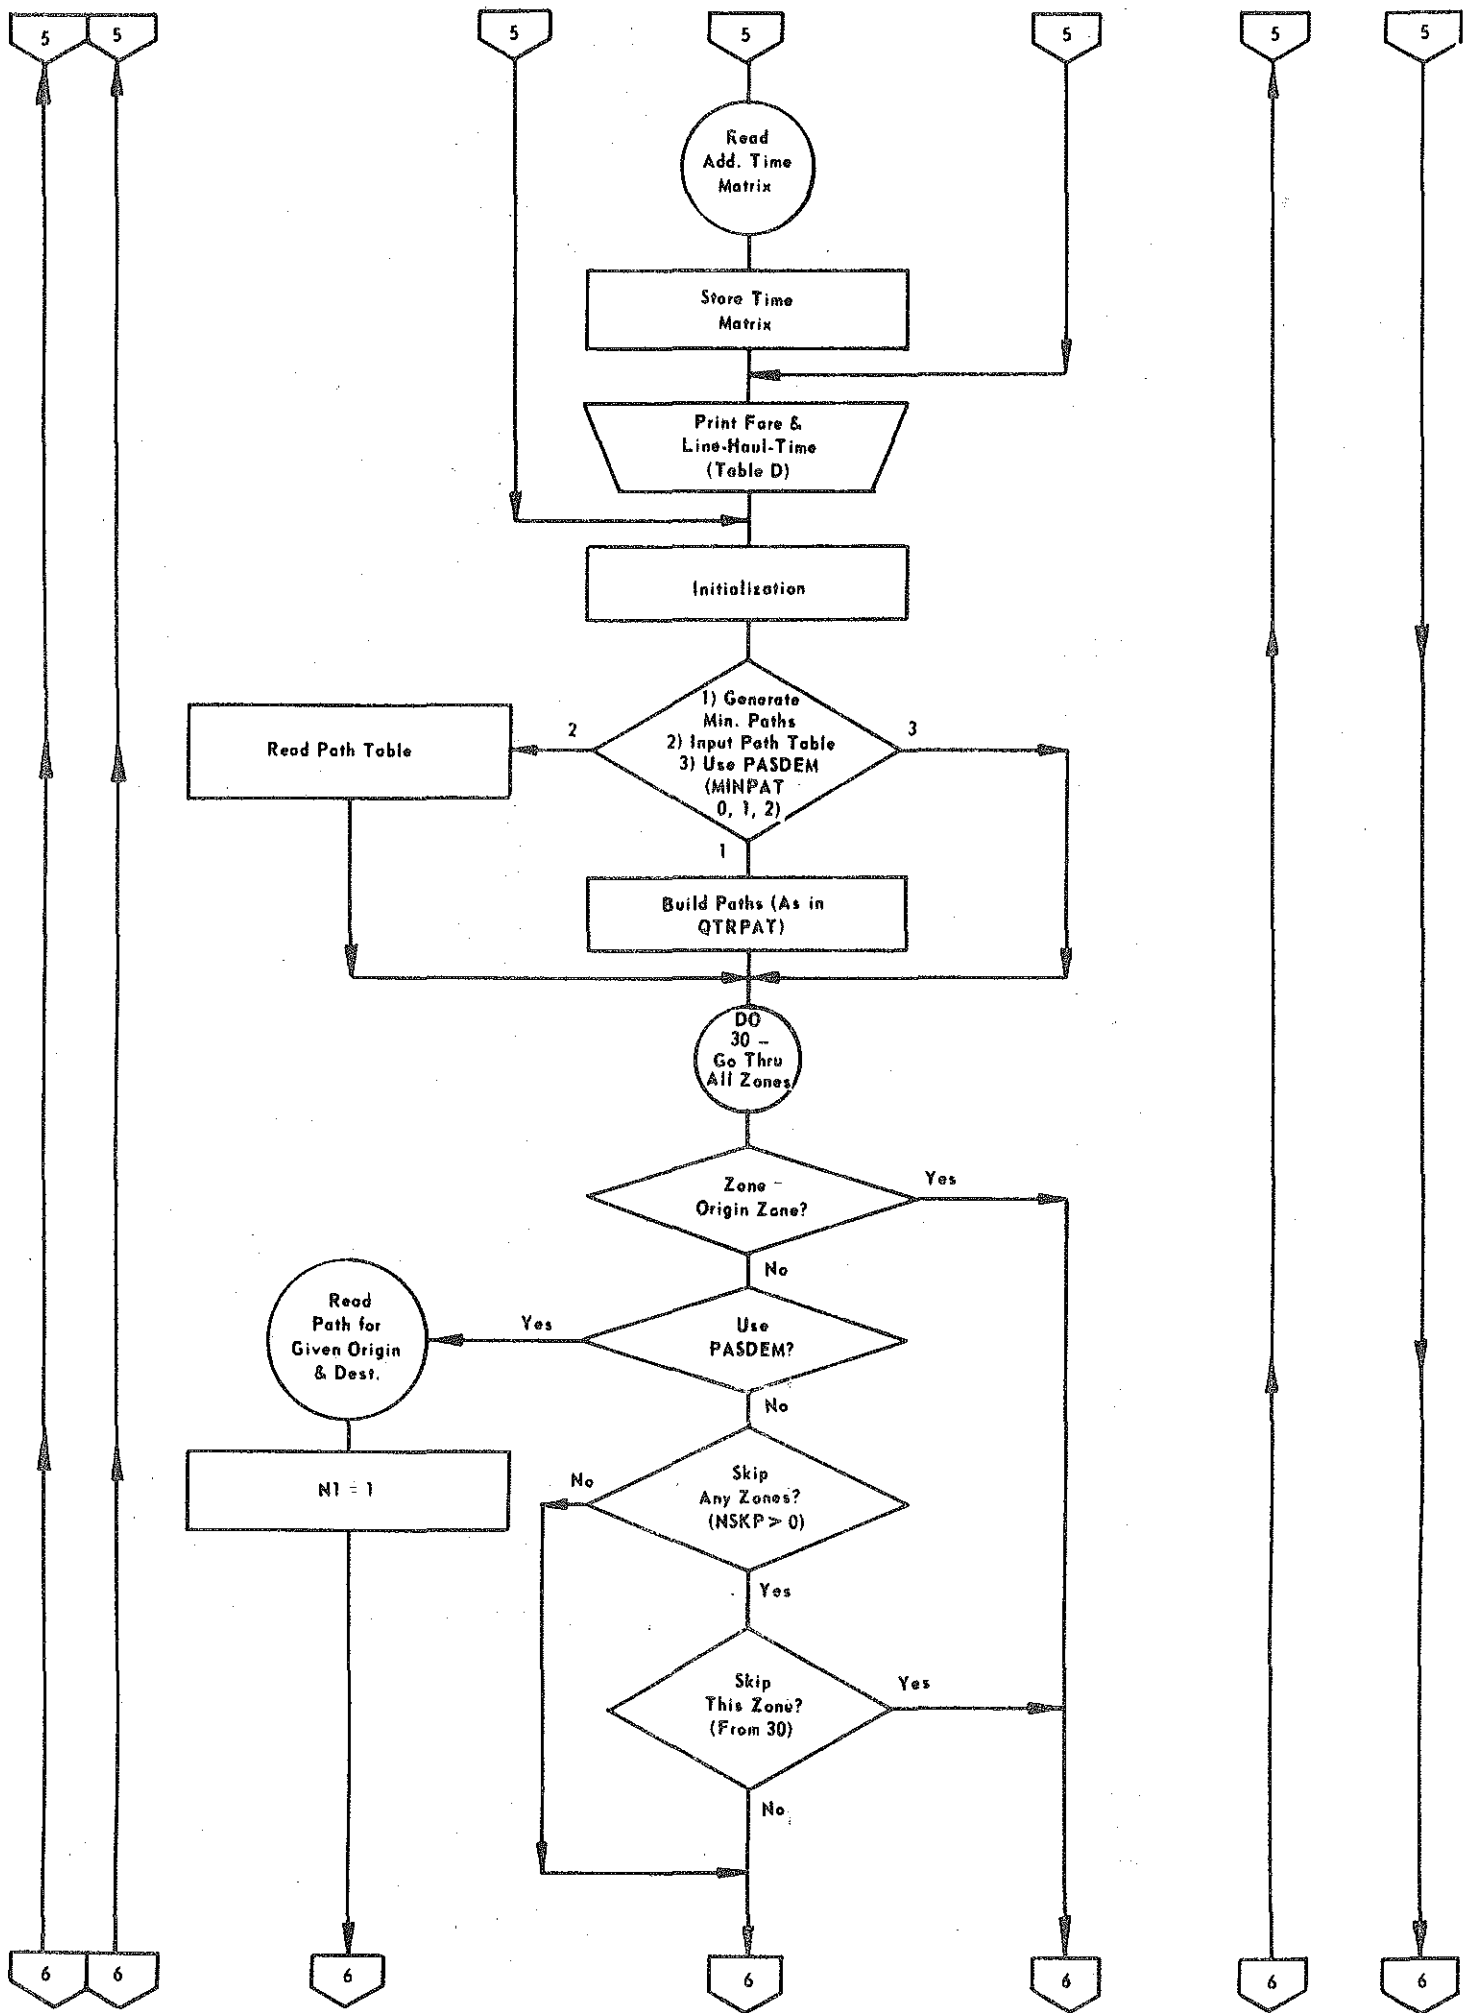 5 5 5 5 5 5 5
Read
Add. Time
Matrix
Store Time
Matrix
Print Fare &
Line-Haul-Time
(Table D)
Initialization
1) Generate
Min. Paths
2) Input Path Table
3) Use PASDEM
(MINPAT
0, 1, 2)
2
3
Read Path Table
1
Build Paths (As in
QTRPAT)
DO
30 –
Go Thru
All Zones
Zone =
Origin Zone?
Yes
No
Use
PASDEM?
Yes
Read
Path for
Given Origin
& Dest.
No
N1 = 1
Skip
Any Zones?
(NSKP > 0)
No
Yes
Skip
This Zone?
(From 30)
Yes
No
6 6 6 6 6 6 6